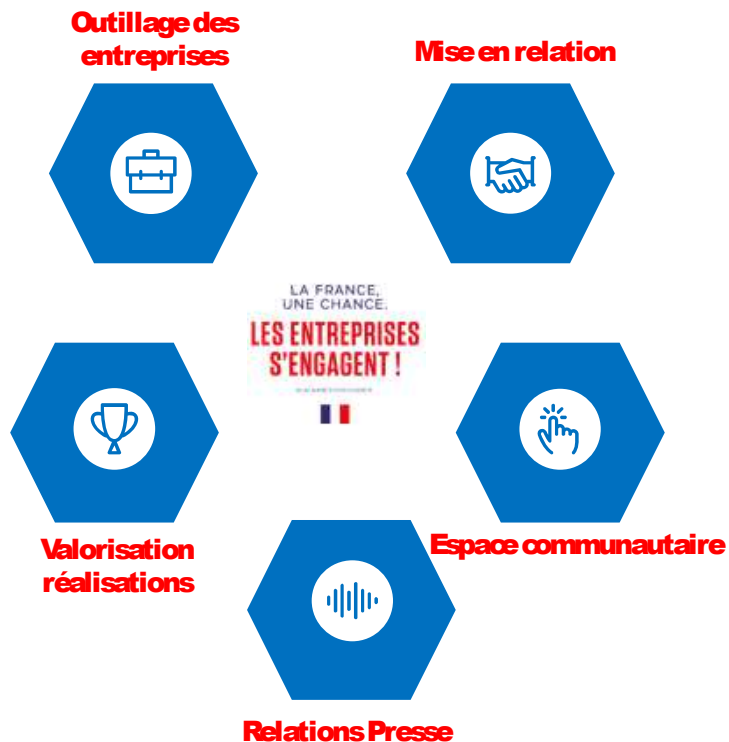 Outillage des
entreprises
Mise en relation
LA FRANCE,
UNE CHANCE.
LES ENTREPRISES
S'ENGAGENT !
Valorisation
réalisations
Espace communautaire
Relations Presse